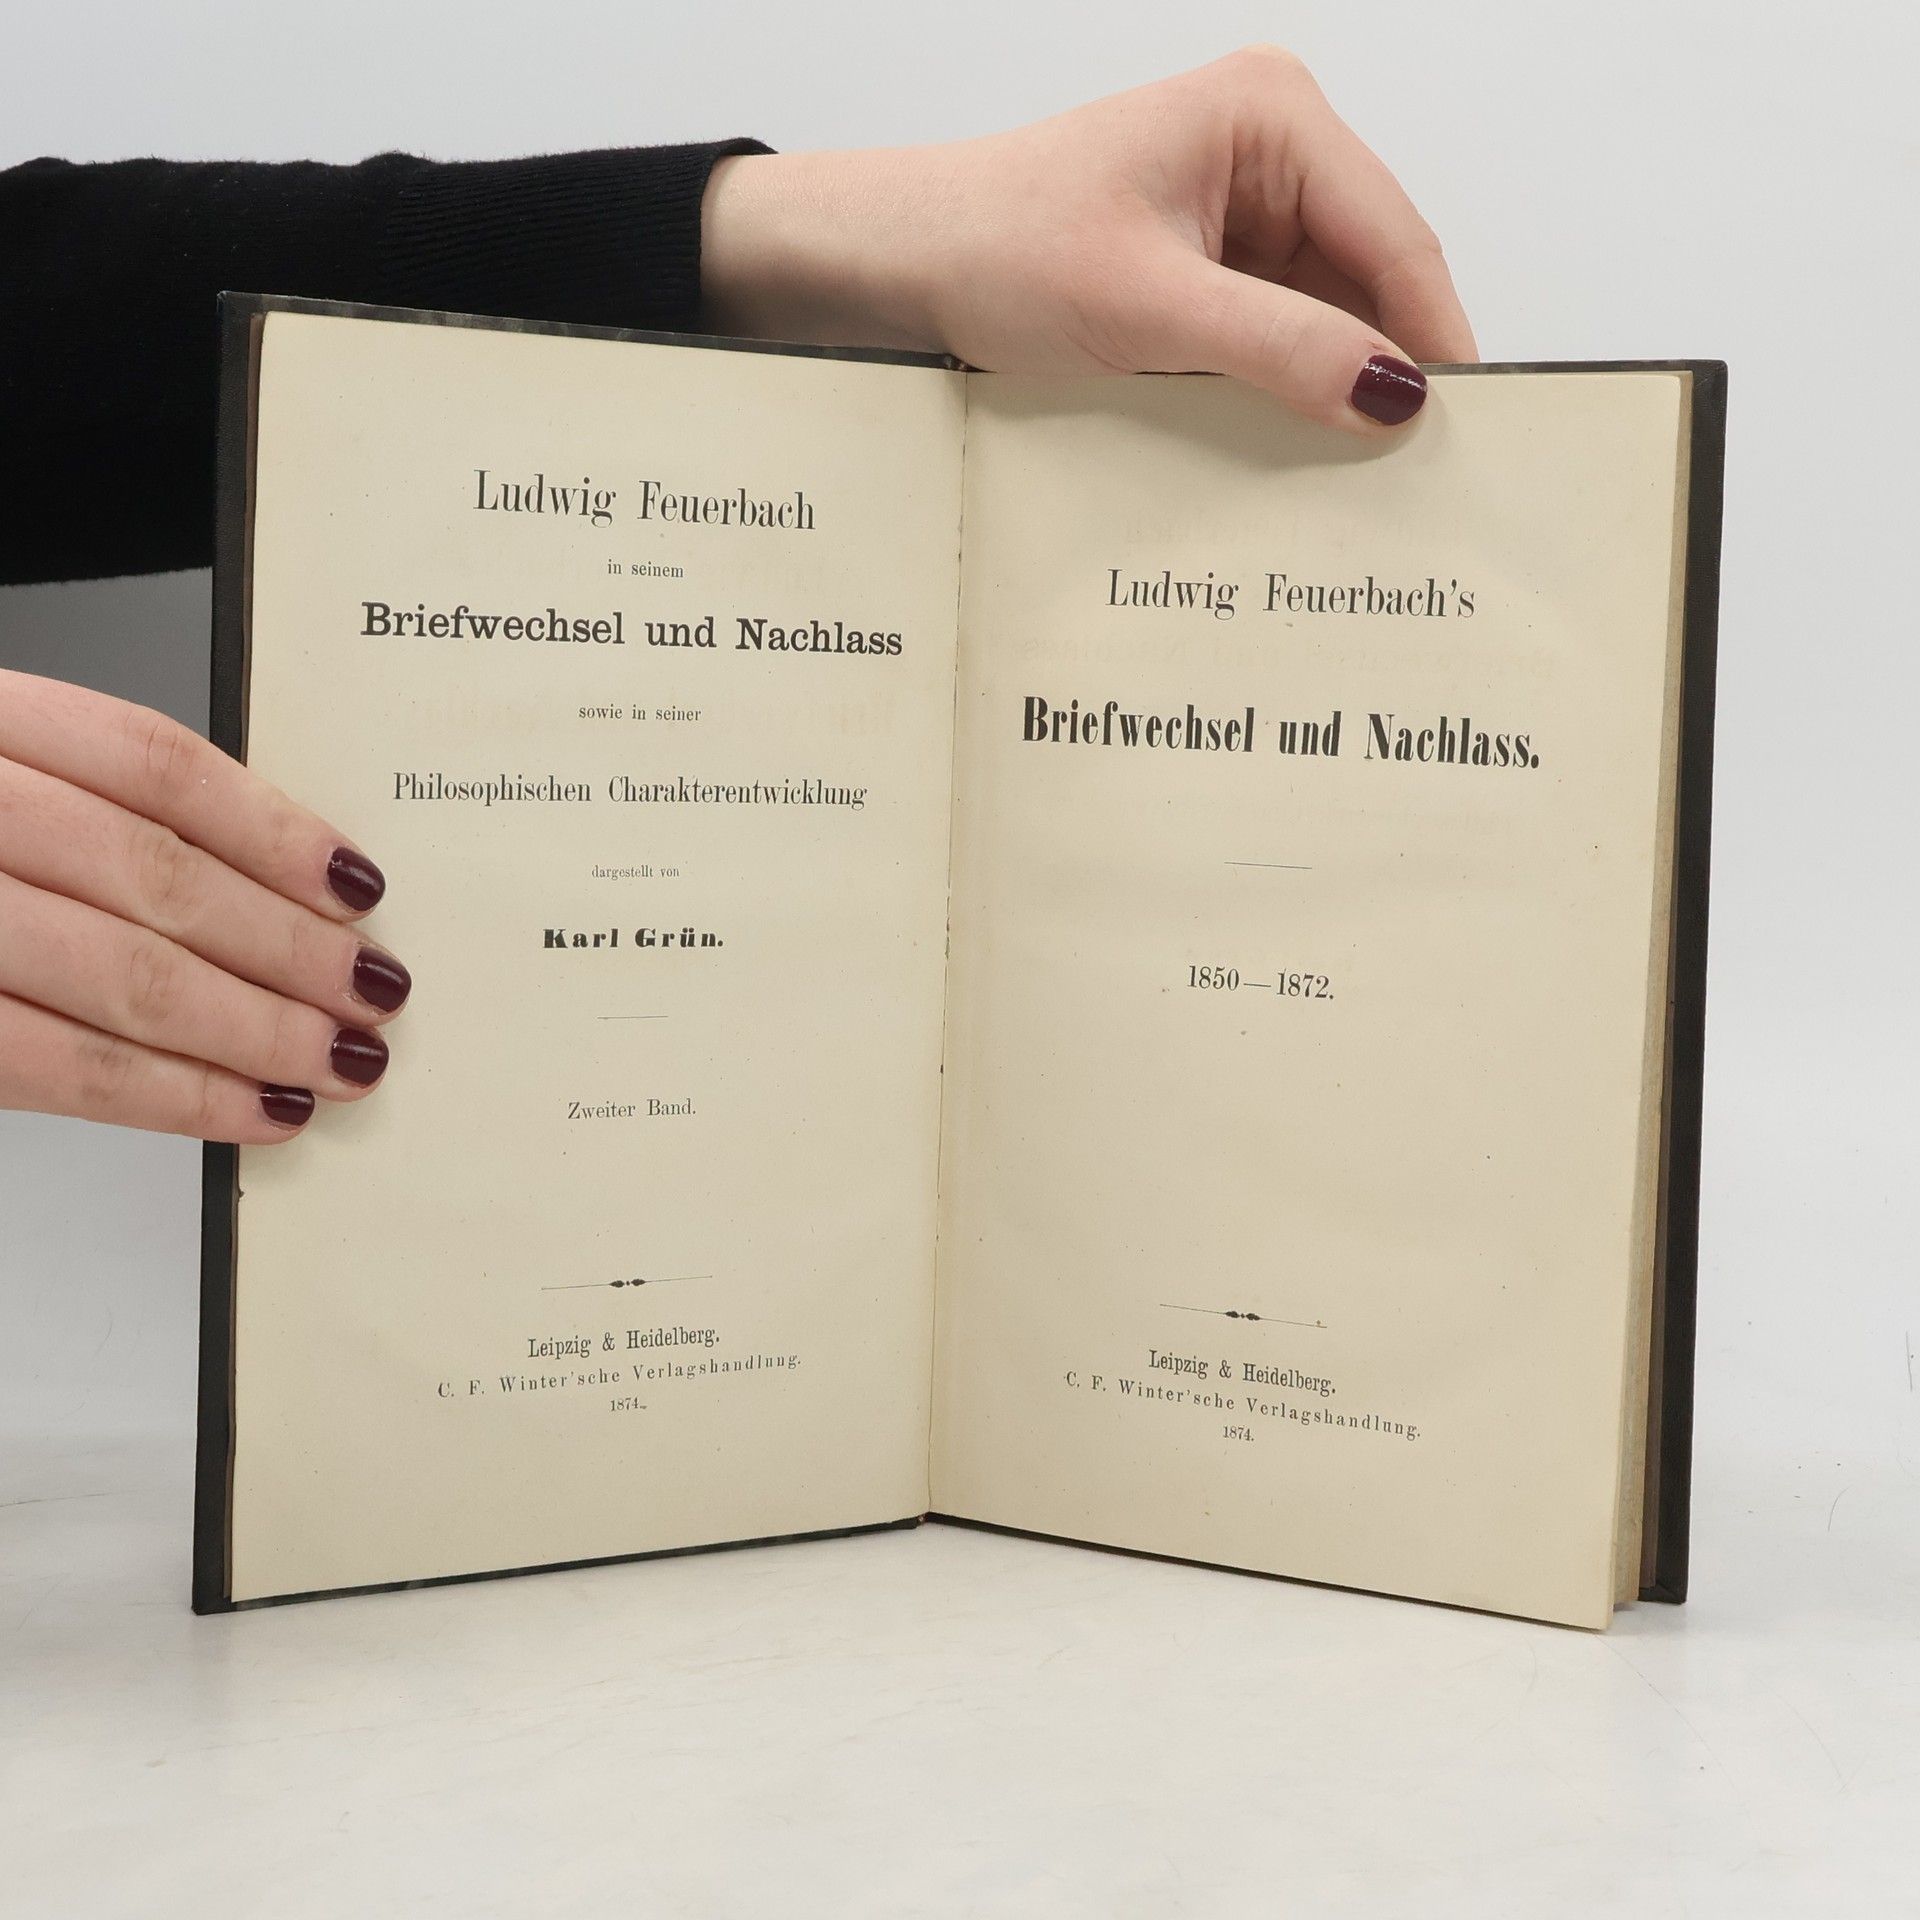 Ludwig Feuerbach
in seinem
Briefwechsel und Nachlass
sowie in seiner
Philosophischen Charakterentwicklung
dargestellt von
Karl Grün.
Zweiter Band.
Leipzig & Heidelberg.
C. F. Winter'sche Verlagshandlung.
1874.
Ludwig Feuerbach's
Briefwechsel und Nachlass.
1850—1872.
Leipzig & Heidelberg.
C. F. Winter'sche Verlagshandlung.
1874.